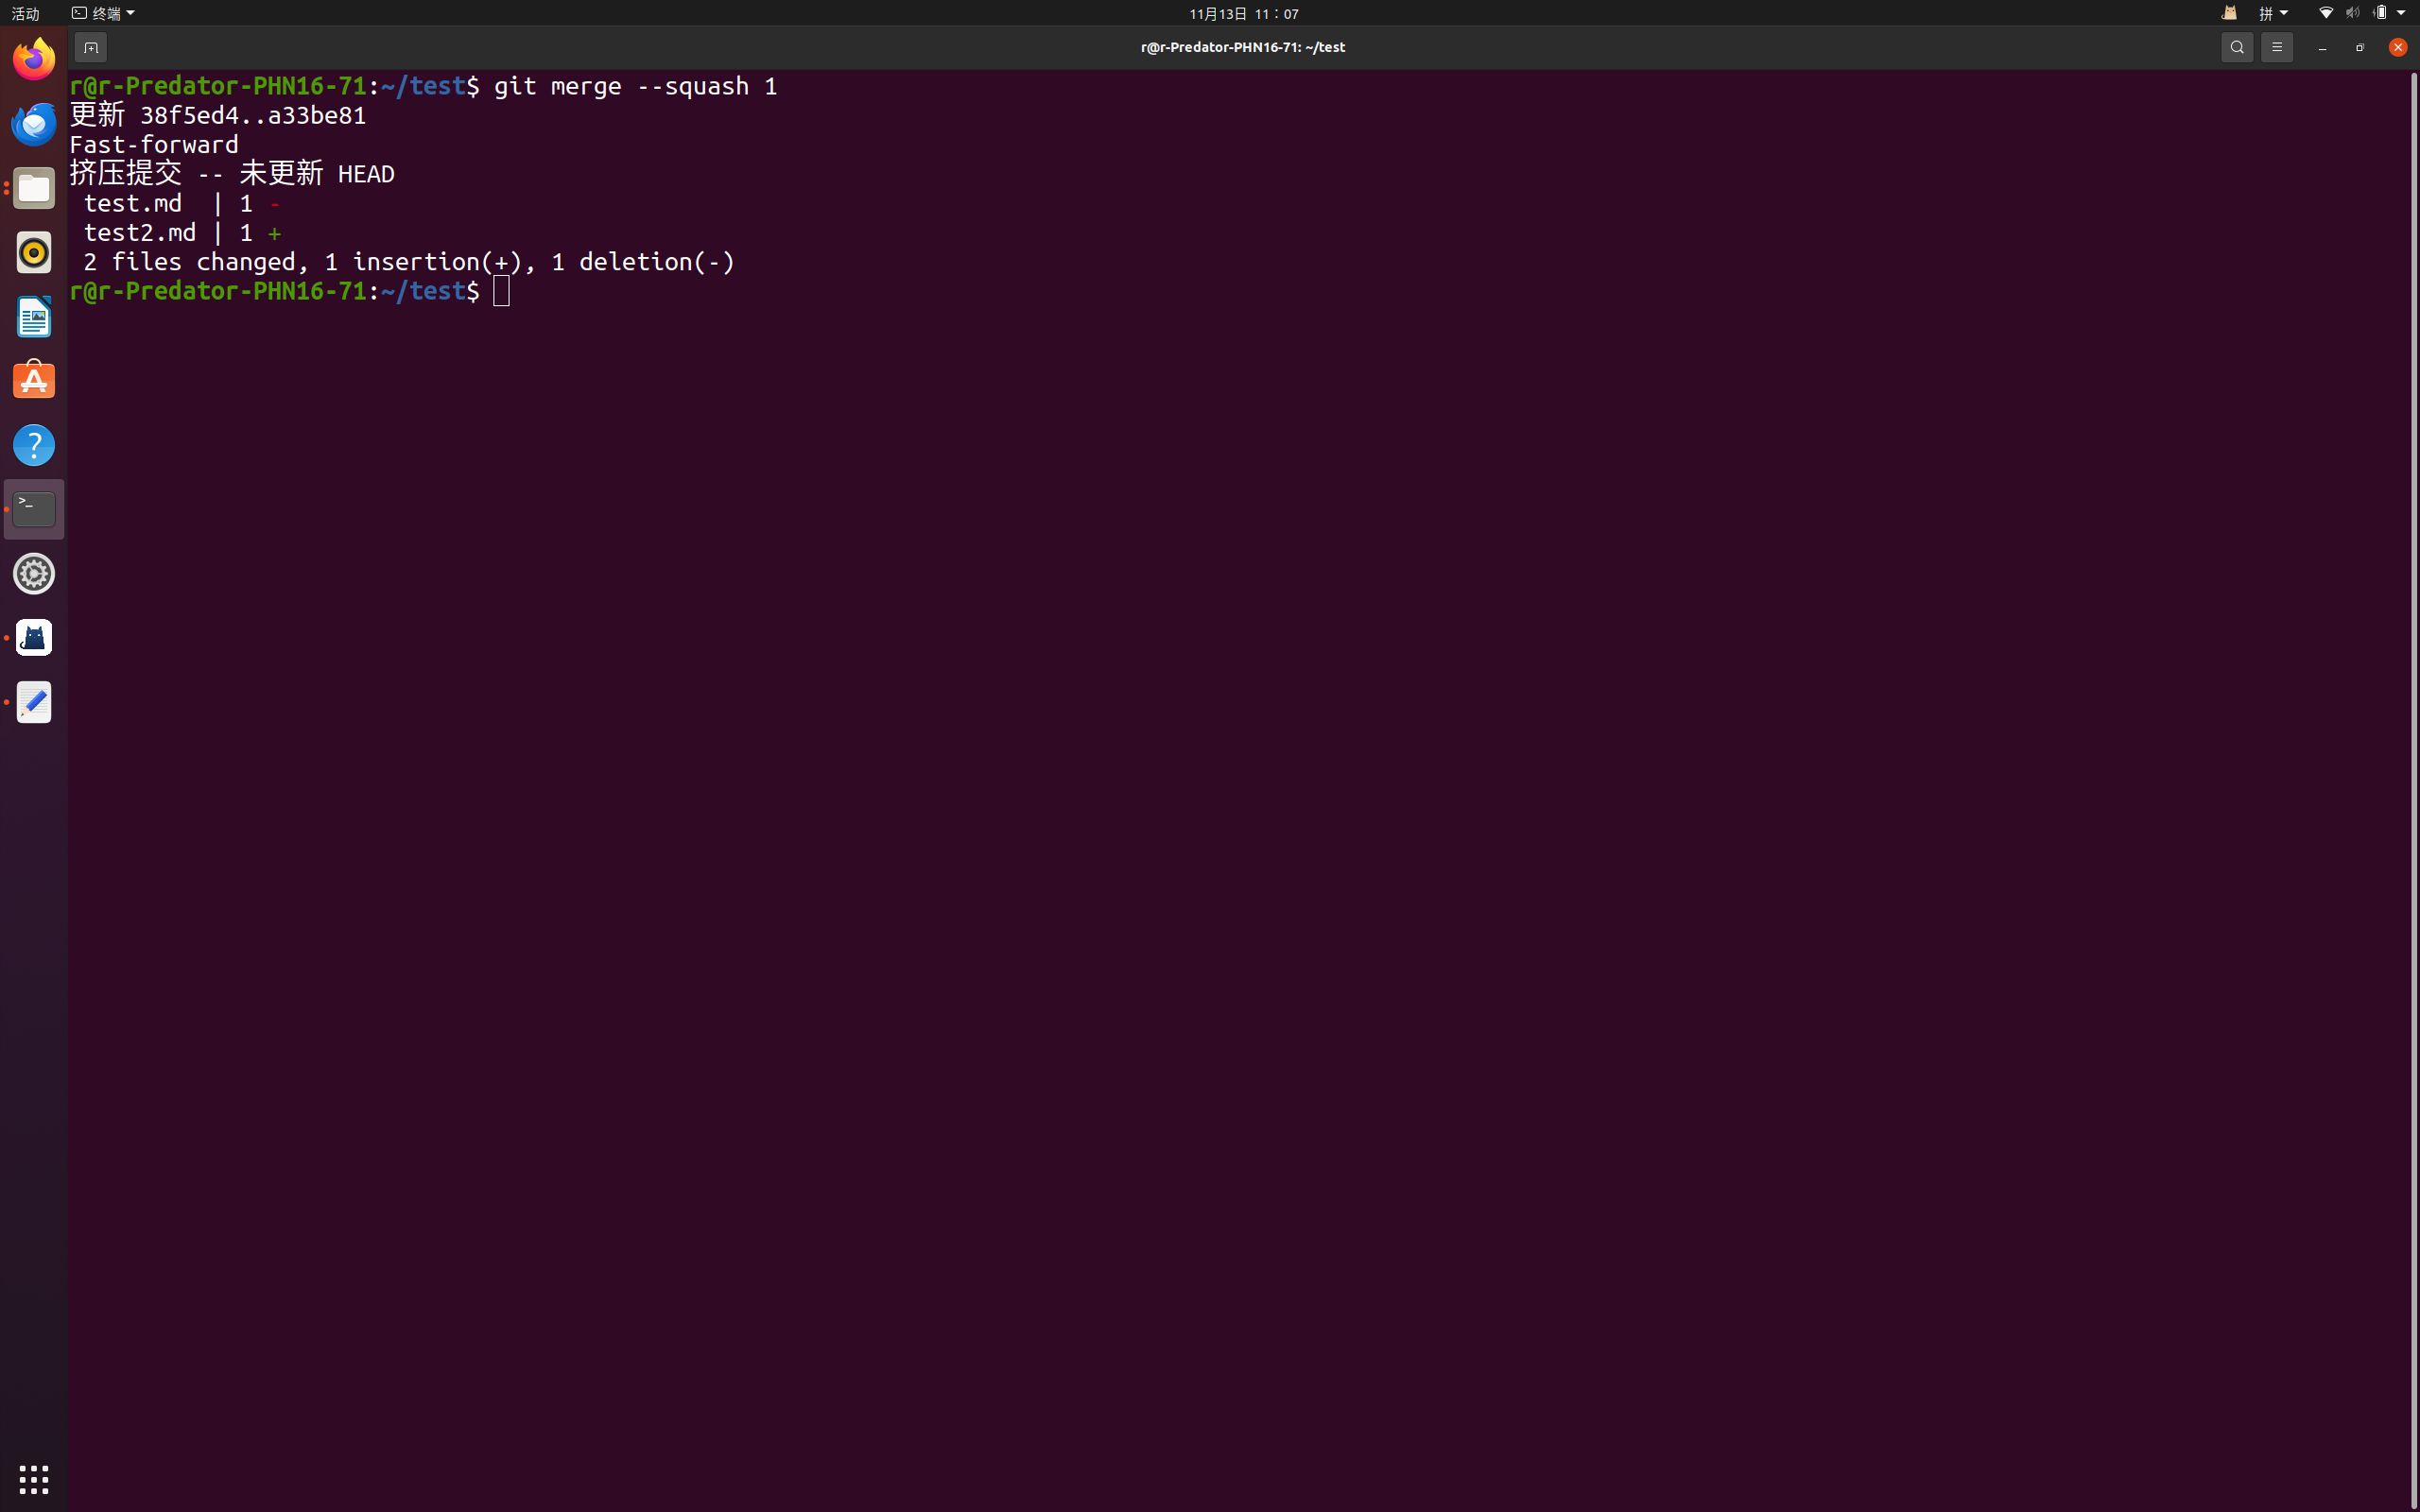 活动 终端 11月13日 11：07 拼
r@r-Predator-PHN16-71: ~/test
r@r-Predator-PHN16-71:~/test$ git merge --squash 1
更新 38f5ed4..a33be81
Fast-forward
挤压提交 -- 未更新 HEAD
 test.md  | 1 -
 test2.md | 1 +
 2 files changed, 1 insertion(+), 1 deletion(-)
r@r-Predator-PHN16-71:~/test$